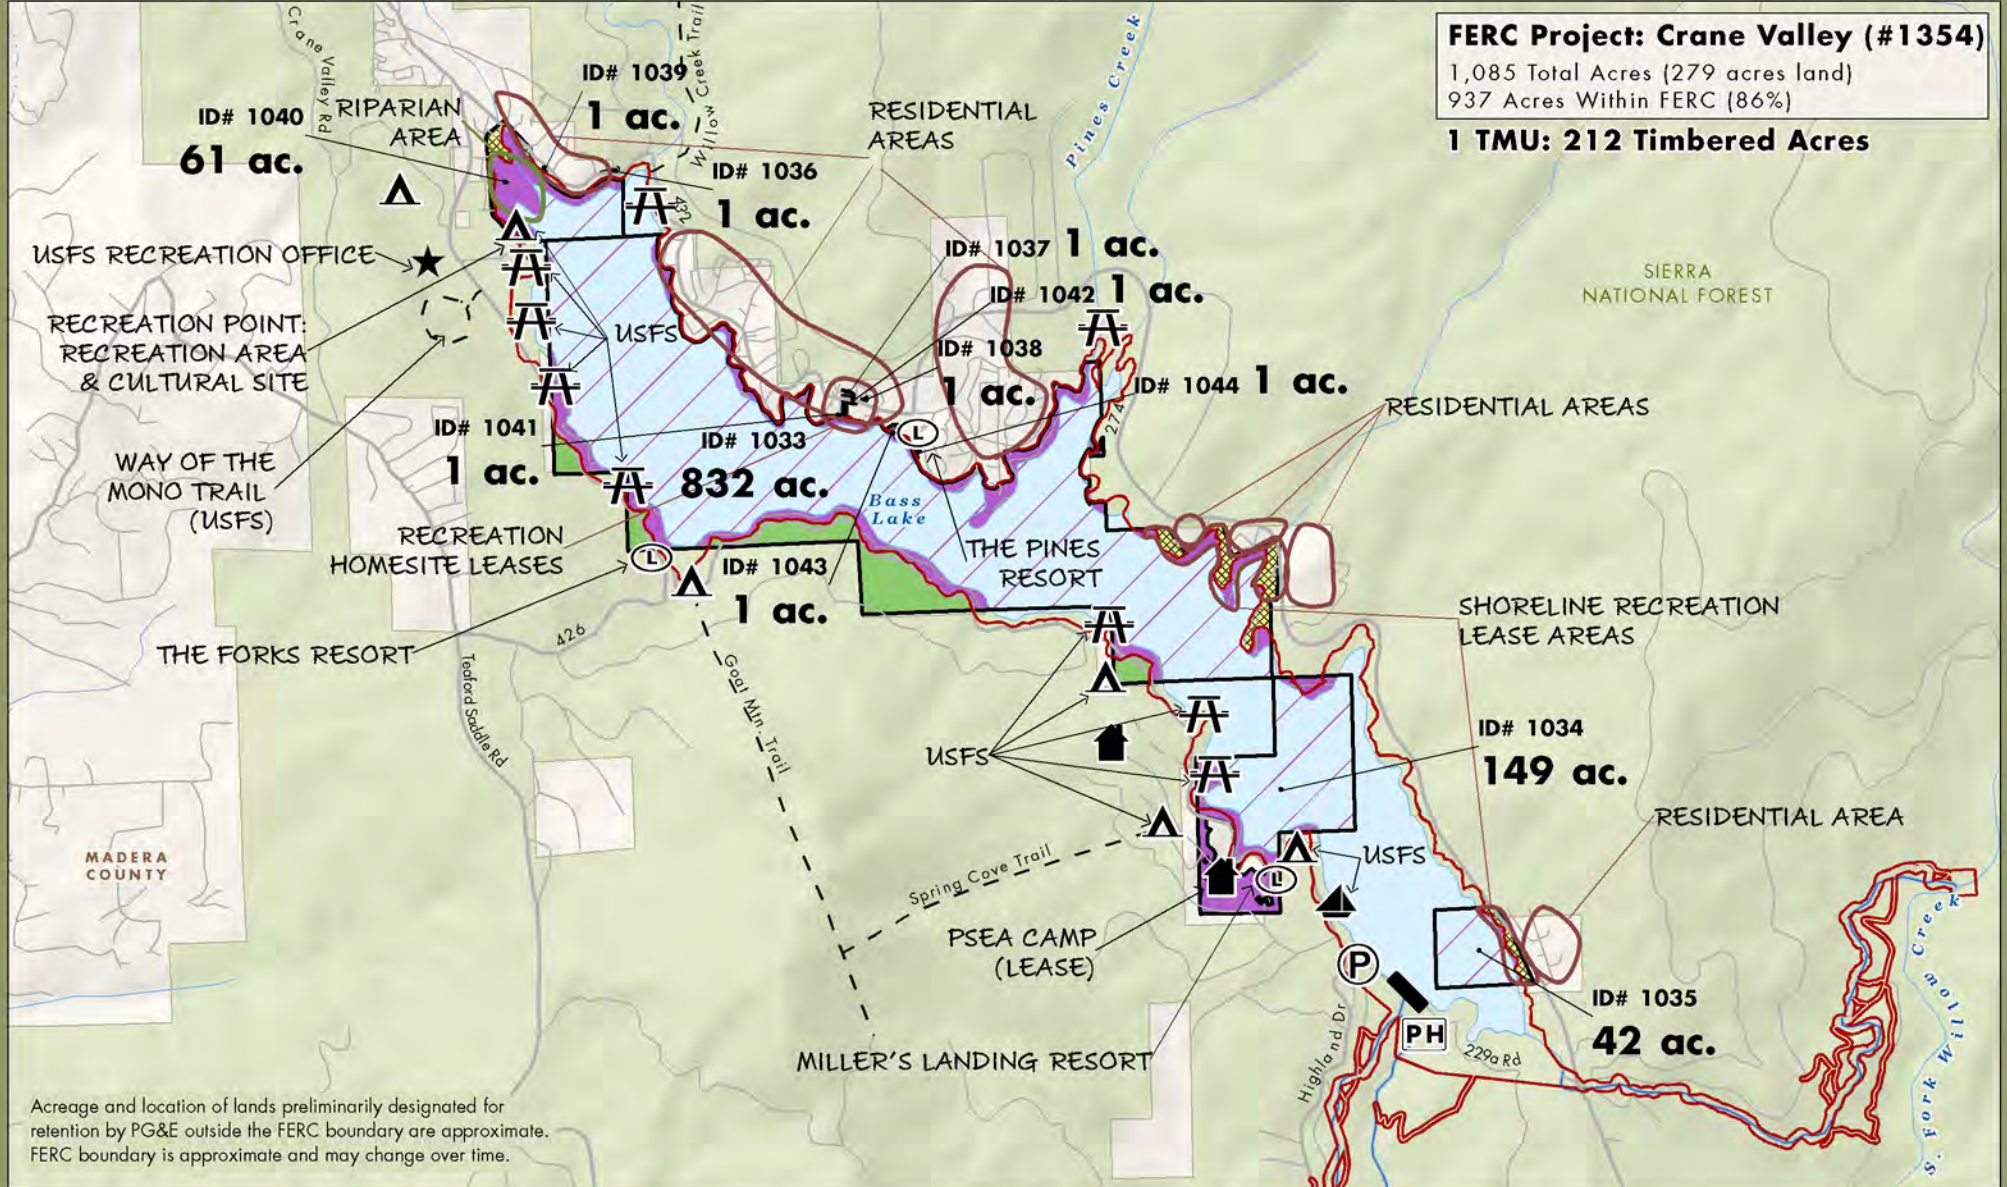 FERC Project: Crane Valley (#1354)
1,085 Total Acres (279 acres land)
937 Acres Within FERC (86%)
1 TMU: 212 Timbered Acres
Crane Valley Rd
Willow Creek Trail
Pines Creek
ID# 1039
1 ac.
ID# 1040
61 ac.
RIPARIAN
AREA
RESIDENTIAL
AREAS
ID# 1036
1 ac.
432
USFS RECREATION OFFICE
ID# 1037 1 ac.
ID# 1042 1 ac.
SIERRA
NATIONAL FOREST
RECREATION POINT:
RECREATION AREA
& CULTURAL SITE
USFS
ID# 1038
1 ac.
ID# 1044 1 ac.
274
RESIDENTIAL AREAS
ID# 1041
1 ac.
ID# 1033
832 ac.
L
WAY OF THE
MONO TRAIL
(USFS)
Bass
Lake
RECREATION
HOMESITE LEASES
L
THE PINES
RESORT
ID# 1043
1 ac.
SHORELINE RECREATION
LEASE AREAS
THE FORKS RESORT
426
Teaford Saddle Rd
Goat Mtn. Trail
USFS
ID# 1034
149 ac.
RESIDENTIAL AREA
MADERA
COUNTY
Spring Cove Trail
USFS
L
PSEA CAMP
(LEASE)
P
PH
ID# 1035
42 ac.
MILLER'S LANDING RESORT
Highland Dr
229a Rd
S. Fork Willow Creek
Acreage and location of lands preliminarily designated for
retention by PG&E outside the FERC boundary are approximate.
FERC boundary is approximate and may change over time.